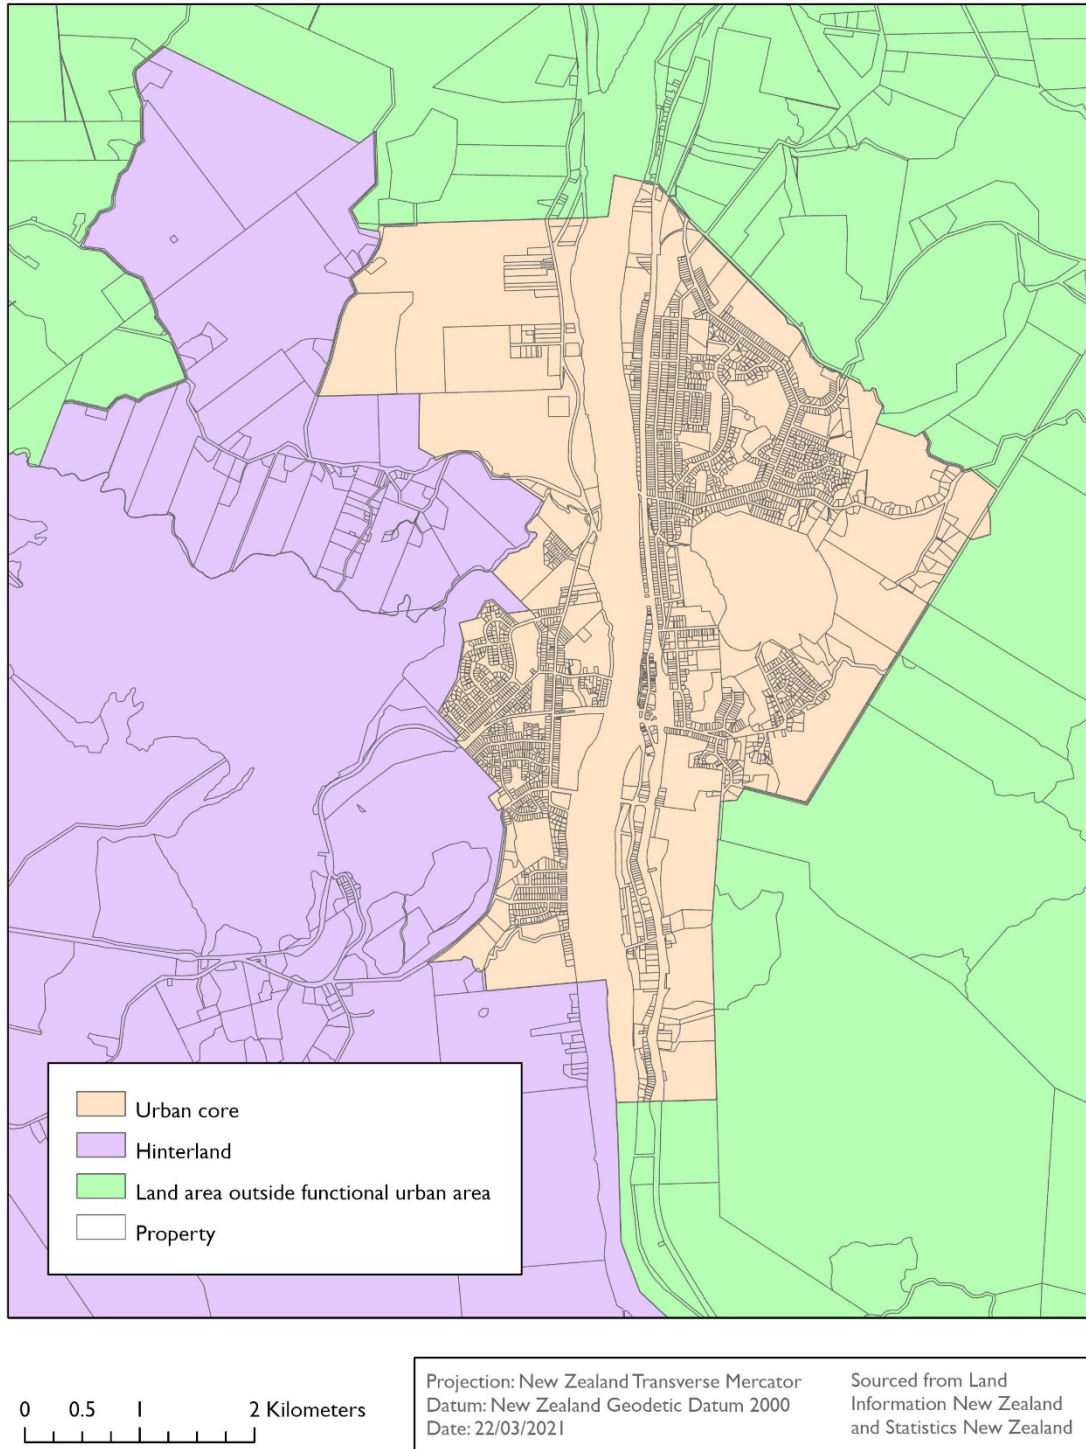 Urban core
Hinterland
Land area outside functional urban area
Property
0 0.5 1 2 Kilometers
Projection: New Zealand Transverse Mercator
Datum: New Zealand Geodetic Datum 2000
Date: 22/03/2021
Sourced from Land
Information New Zealand
and Statistics New Zealand